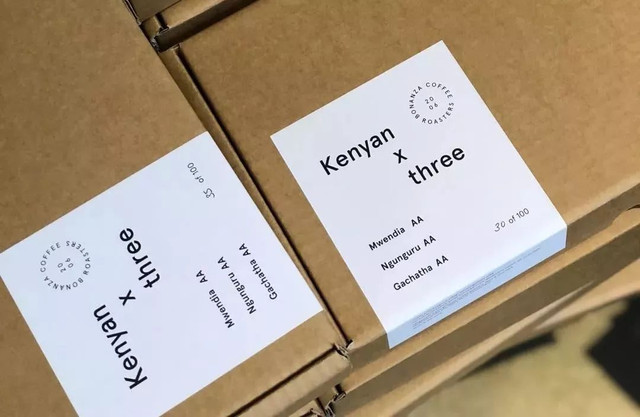 BONANZA COFFEE ROASTERS
20
06
Kenyan
x
three
Mwendia AA
Ngunguru AA
Gachatha AA
30 of 100
BONANZA COFFEE ROASTERS
20
06
Kenyan
x
three
Mwendia AA
Ngunguru AA
Gachatha AA
35 of 100